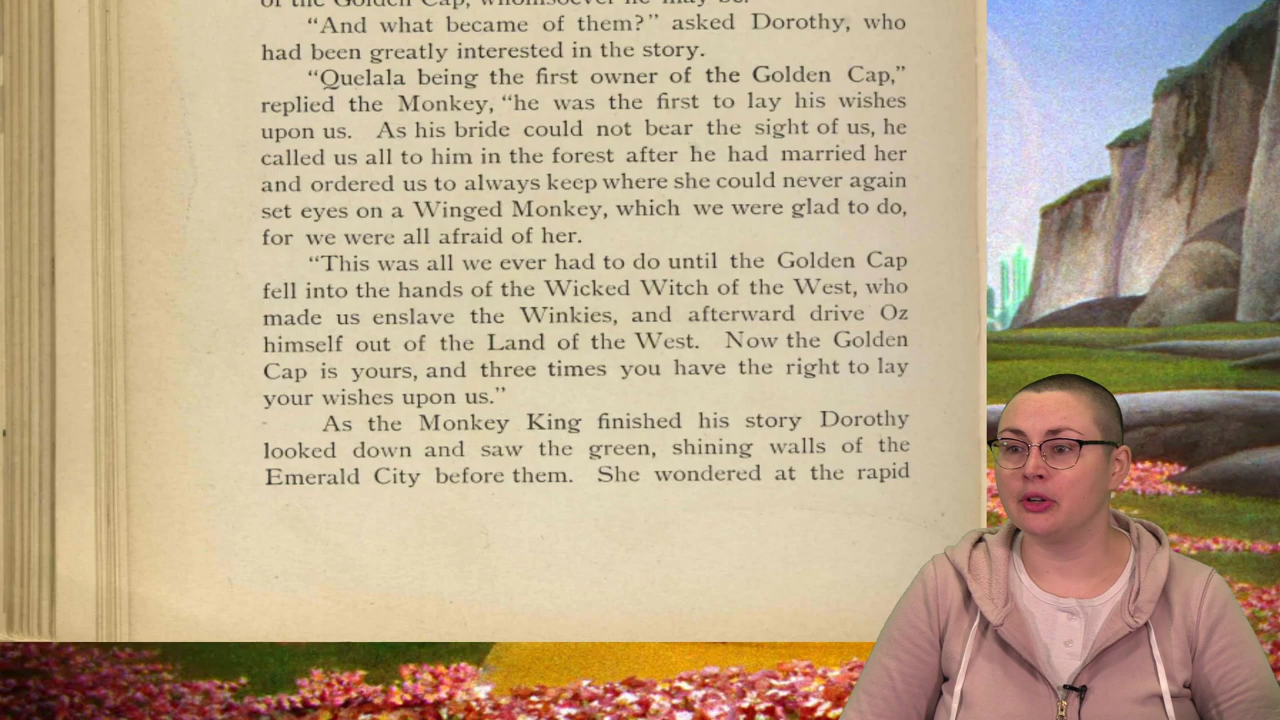 of the Golden Cap, whomsoever he may be.
“And what became of them?” asked Dorothy, who
had been greatly interested in the story.
“Quelala being the first owner of the Golden Cap,”
replied the Monkey, “he was the first to lay his wishes
upon us. As his bride could not bear the sight of us, he
called us all to him in the forest after he had married her
and ordered us to always keep where she could never again
set eyes on a Winged Monkey, which we were glad to do,
for we were all afraid of her.
“This was all we ever had to do until the Golden Cap
fell into the hands of the Wicked Witch of the West, who
made us enslave the Winkies, and afterward drive Oz
himself out of the Land of the West. Now the Golden
Cap is yours, and three times you have the right to lay
your wishes upon us.”
As the Monkey King finished his story Dorothy
looked down and saw the green, shining walls of the
Emerald City before them. She wondered at the rapid